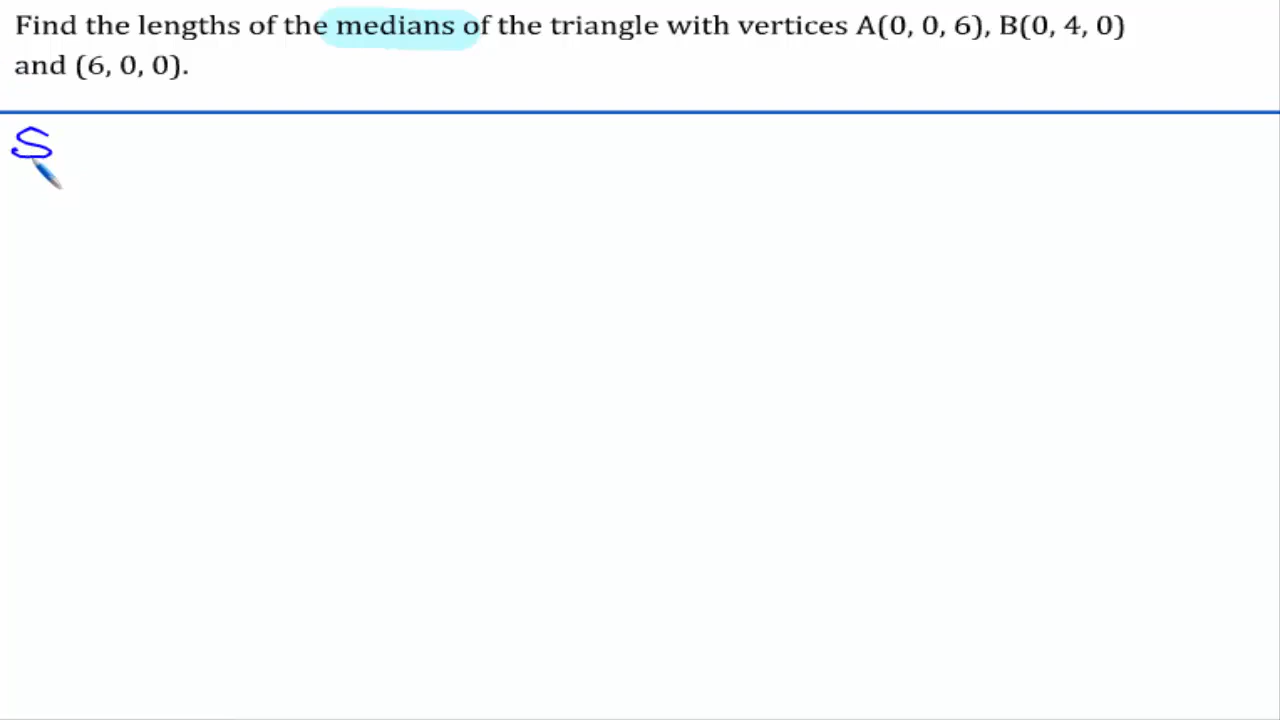 Find the lengths of the medians of the triangle with vertices A(0, 0, 6), B(0, 4, 0)
and (6, 0, 0).
S